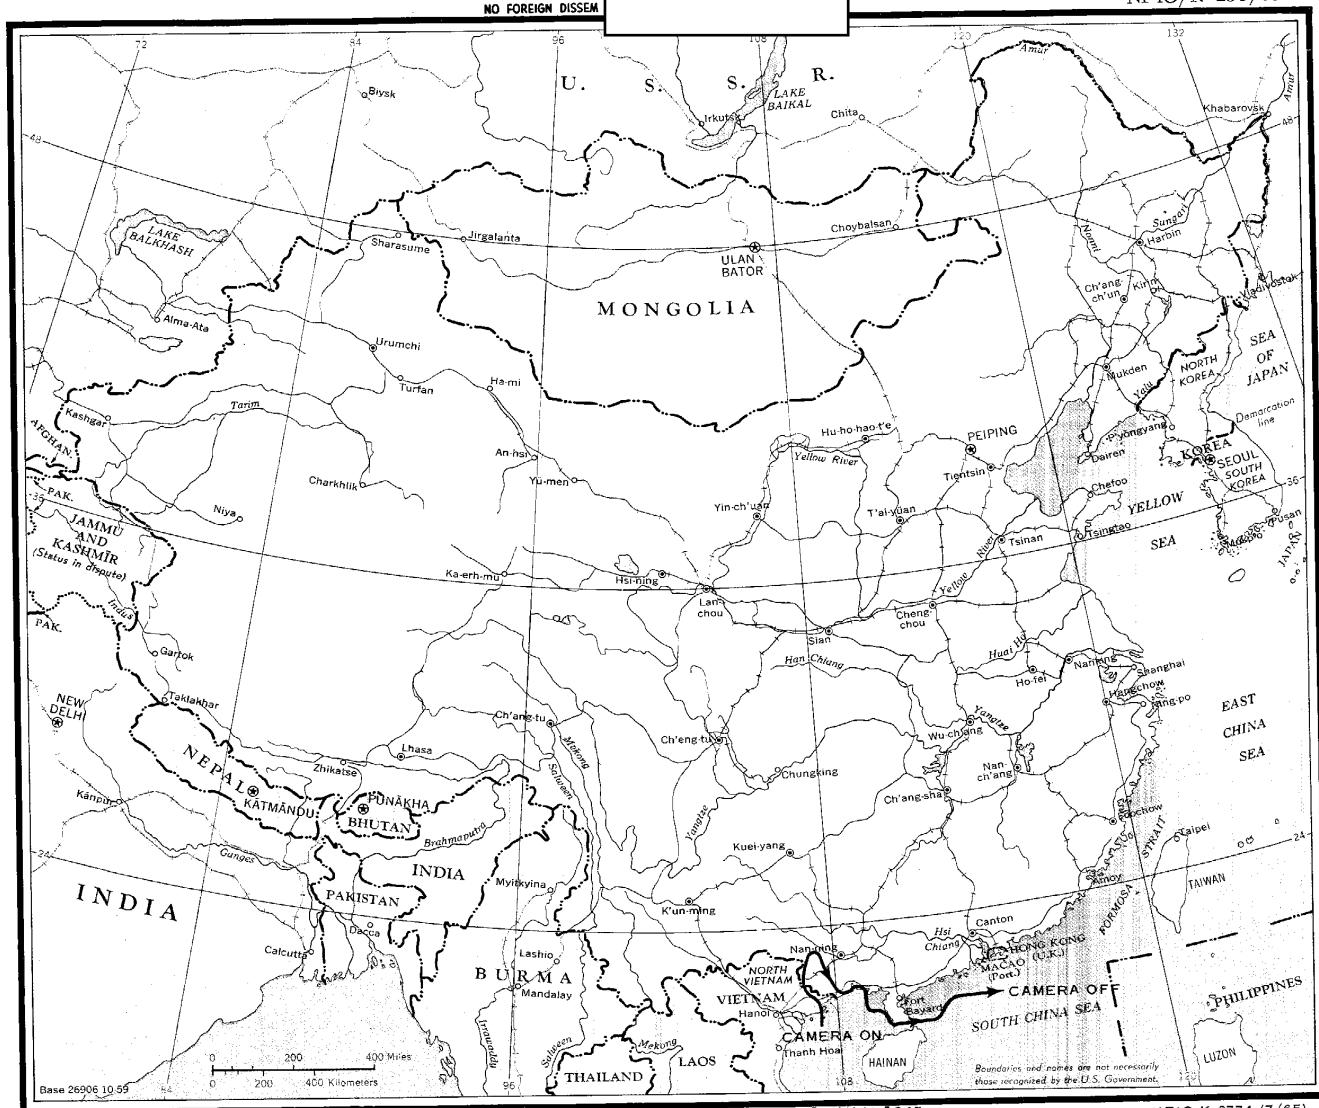 NO FOREIGN DISSEM
72
84
96
108
120
132
U. S. S. R.
Biysk
LAKE
BAIKAL
Irkutsk
Chita
Amur
Amur
Khabarovsk
48
48
LAKE
BALKHASH
Sharasume
Jirgalanta
ULAN
BATOR
Choybalsan
Nonni
Sungari
Harbin
Ch'ang-
ch'un
Kirin
Vladivostok
MONGOLIA
Alma-Ata
Urumchi
Turfan
Ha-mi
SEA
OF
JAPAN
Mukden
NORTH
KOREA
Yalu
Kashgar
Tarim
AFGHAN.
Hu-ho-hao-t'e
PEIPING
P'yongyang
Demarcation
line
An-hsi
Yellow River
Tientsin
Dairen
KOREA
SEOUL
SOUTH
KOREA
Charkhlik
Yü-men
Chefoo
36
36
PAK.
Niya
Yin-ch'uan
T'ai-yüan
YELLOW
SEA
Pusan
JAMMU
AND
KASHMĪR
(Status in dispute)
Tsinan
Tsingtao
JAPAN
Ka-erh-mu
Hsi-ning
Lan-
chou
Yellow
River
Cheng-
chou
Indus
PAK.
Sian
Han Chiang
Huai Ho
Gartok
Ho-fei
Nanking
Shanghai
Taklakhar
Hangchow
Ning-po
NEW
DELHI
Ch'ang-tu
Mekong
Salween
Ch'eng-tu
Yangtze
Wu-ch'ang
EAST
CHINA
SEA
Lhasa
Zhikatse
NEPAL
KĀTMĀNDU
PUNĀKHA
BHUTAN
Chungking
Nan-
ch'ang
Ch'ang-sha
Kānpur
Yangtze
Foochow
Brahmaputra
Kuei-yang
STRAIT
Taipei
24
24
Ganges
INDIA
INDIA
Myitkyina
Amoy
TAIWAN
PAKISTAN
K'un-ming
FORMOSA
Dacca
Canton
Hsi
Chiang
Calcutta
Lashio
Nan-ning
HONG KONG
(U.K.)
MACAO
(Port.)
BURMA
Mandalay
NORTH
VIETNAM
VIETNAM
Hanoi
Fort
Bayard
CAMERA OFF
SOUTH CHINA SEA
PHILIPPINES
CAMERA ON
Thanh Hoa
Irrawaddy
Salween
Mekong
LAOS
HAINAN
LUZON
THAILAND
0 200 400 Miles
0 200 400 Kilometers
Base 26906 10-59
84
96
108
Boundaries and names are not necessarily
those recognized by the U.S. Government.